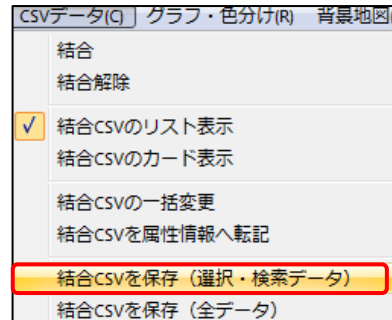 CSVデータ(C) グラフ・色分け(R) 背景地図
結合
結合解除
結合CSVのリスト表示
結合CSVのカード表示
結合CSVの一括変更
結合CSVを属性情報へ転記
結合CSVを保存（選択・検索データ）
結合CSVを保存（全データ）